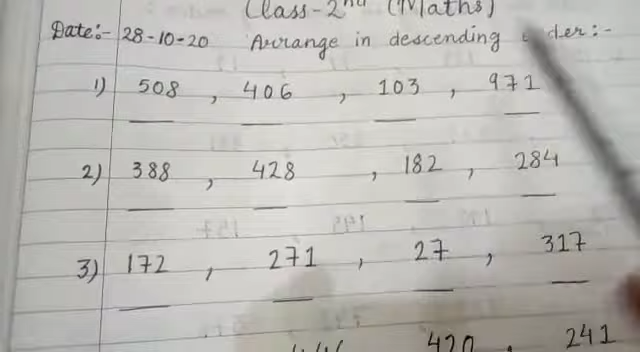 Class-2nd (Maths)
Date:- 28-10-20 Arrange in descending :-
1) 508 , 406 , 103 , 971
2) 388 , 428 , 182 , 284
3) 172 , 271 , 27 , 317
420 , 241